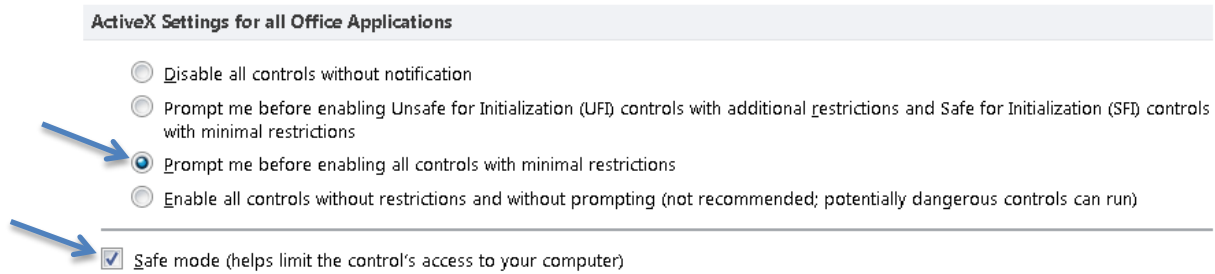 ActiveX Settings for all Office Applications
Disable all controls without notification
Prompt me before enabling Unsafe for Initialization (UFI) controls with additional restrictions and Safe for Initialization (SFI) controls
with minimal restrictions
Prompt me before enabling all controls with minimal restrictions
Enable all controls without restrictions and without prompting (not recommended; potentially dangerous controls can run)
Safe mode (helps limit the control's access to your computer)